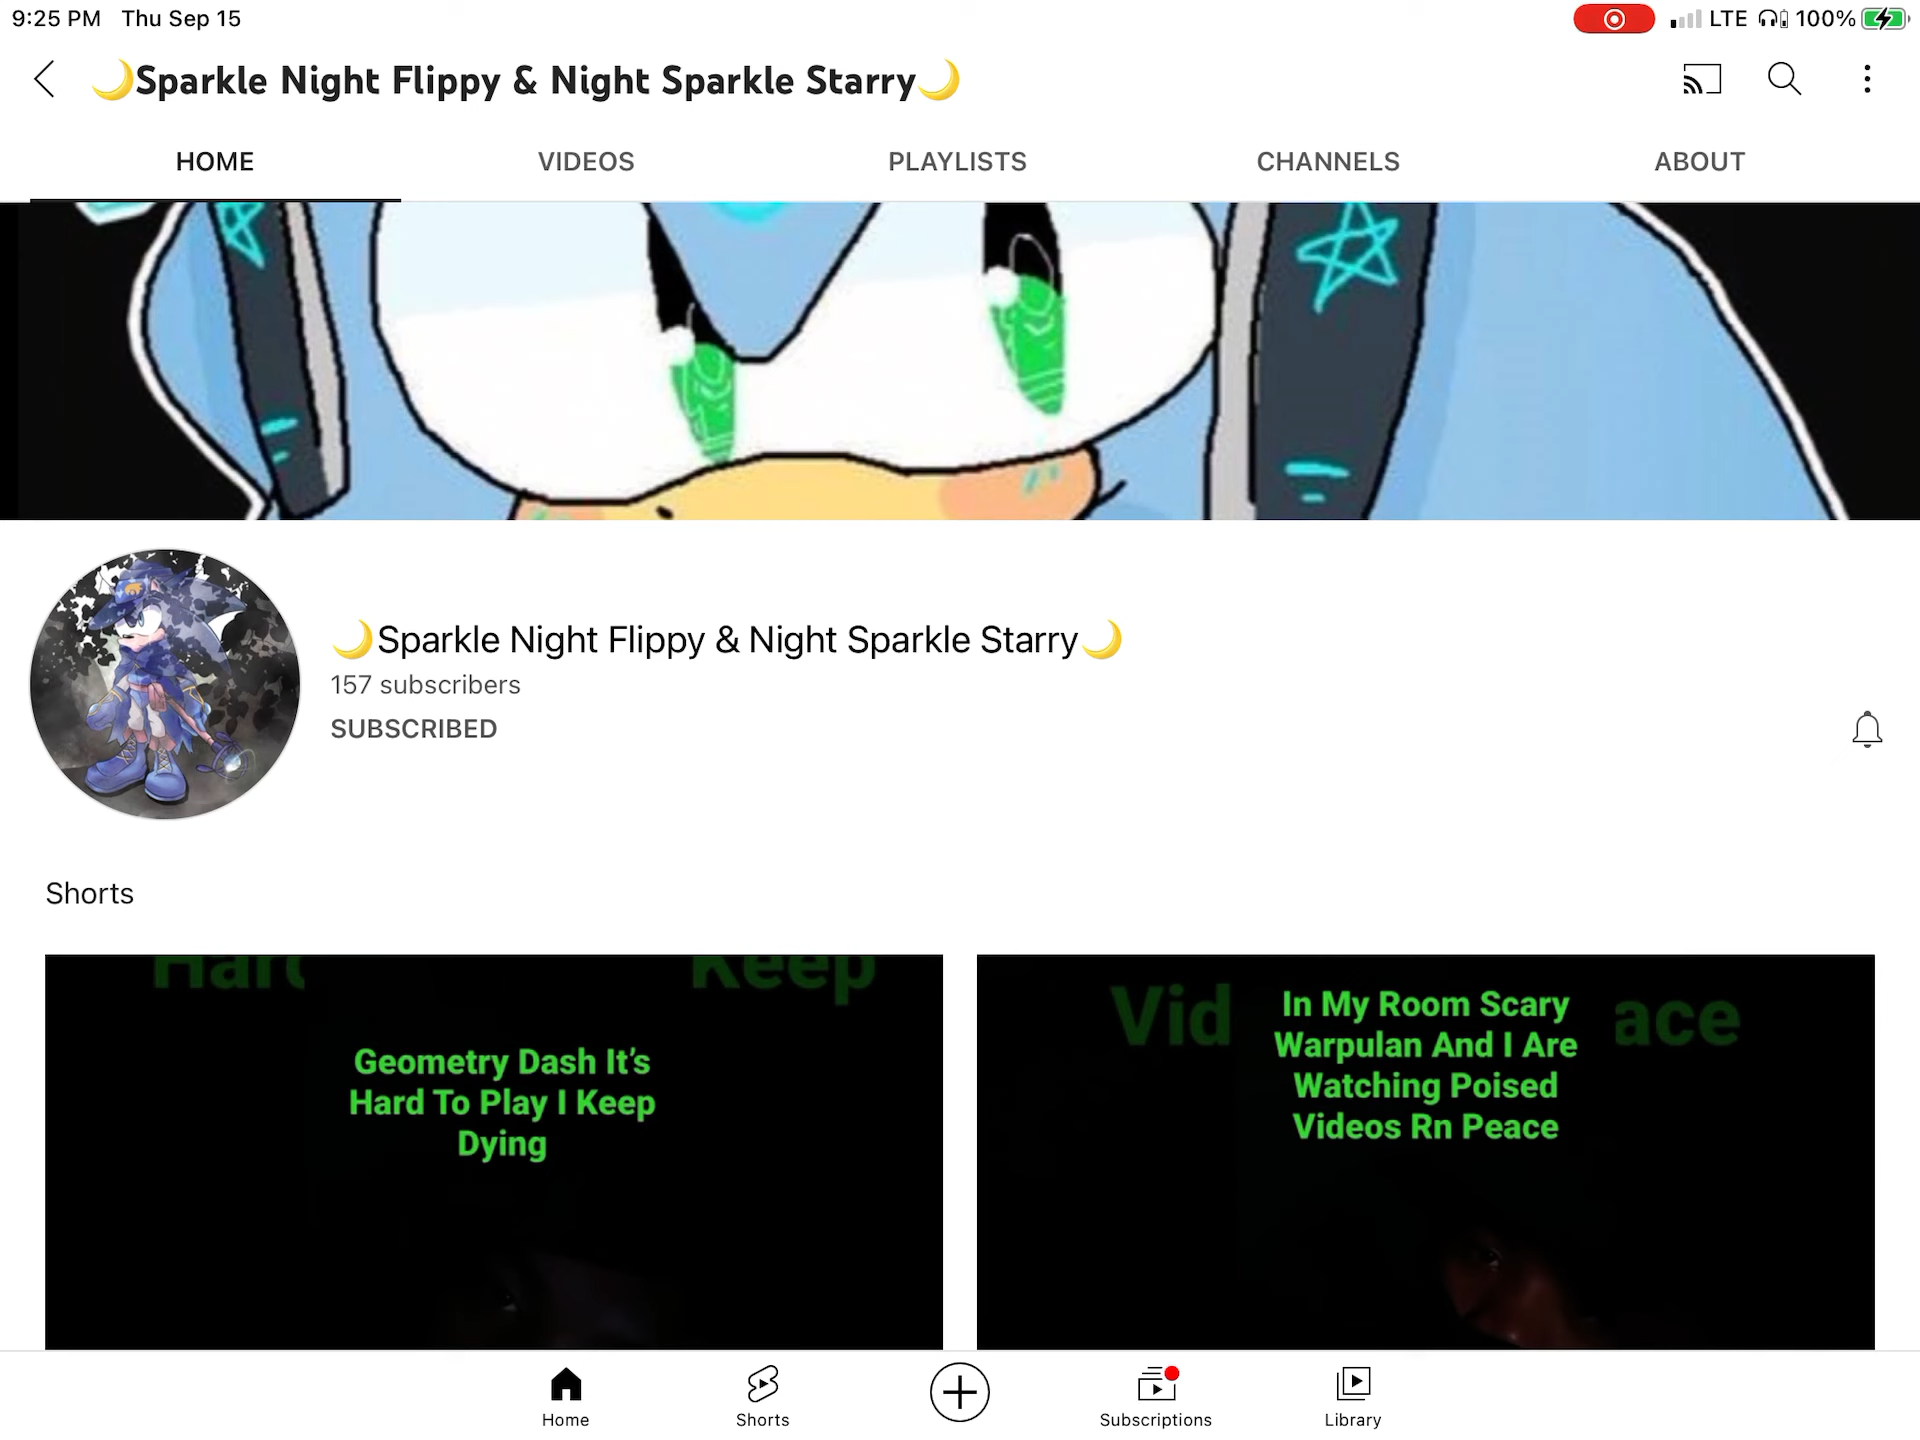 9:25 PM Thu Sep 15 LTE 100%
🌙Sparkle Night Flippy & Night Sparkle Starry🌙
HOME VIDEOS PLAYLISTS CHANNELS ABOUT
🌙Sparkle Night Flippy & Night Sparkle Starry🌙
157 subscribers
SUBSCRIBED
Shorts
Hard Keep
Geometry Dash It’s
Hard To Play I Keep
Dying
Vid ace
In My Room Scary
Warpulan And I Are
Watching Poised
Videos Rn Peace
Home Shorts Subscriptions Library